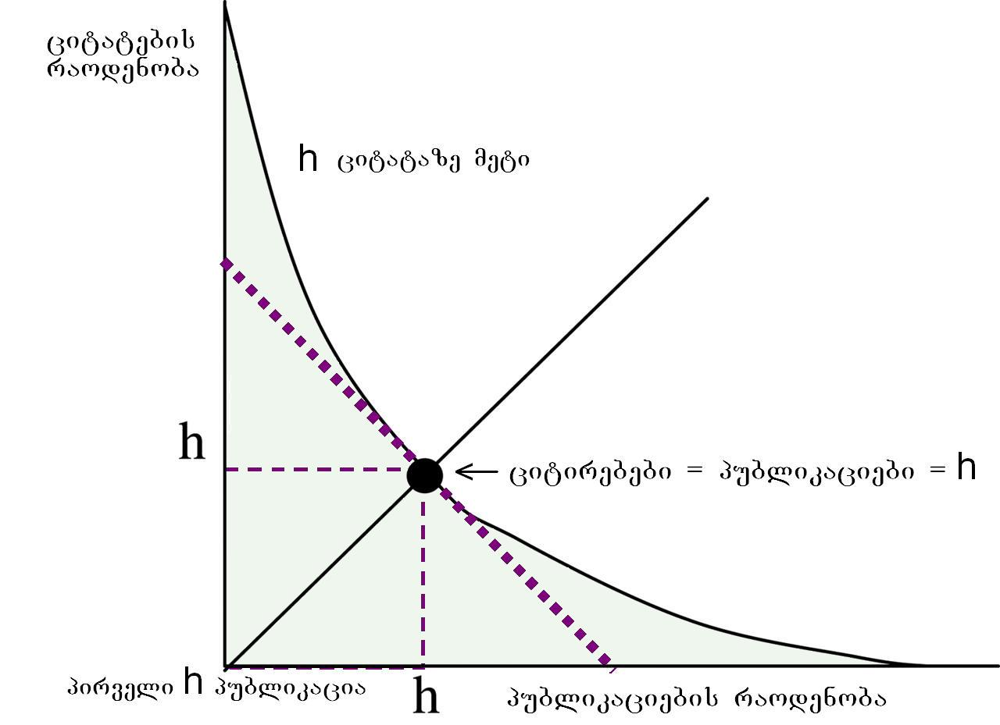 ციტატების
რაოდენობა
h ციტატაზე მეტი
h
ციტირებები = პუბლიკაციები = h
პირველი h პუბლიკაცია
h
პუბლიკაციების რაოდენობა